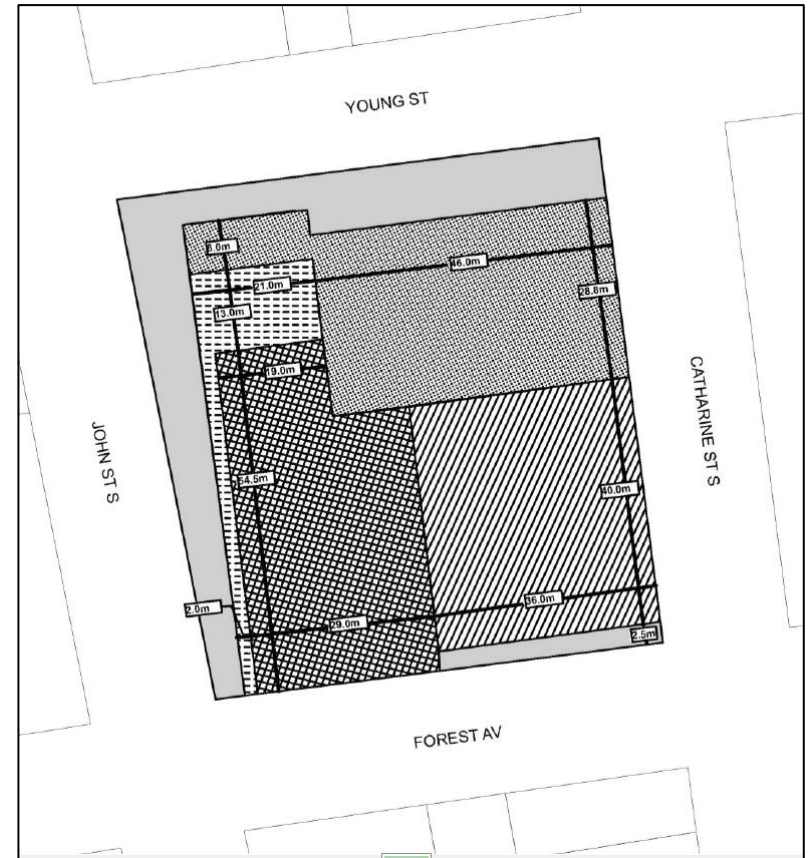 YOUNG ST
8.0m
46.0m
21.0m
28.8m
13.0m
19.0m
CATHARINE ST S
JOHN ST S
54.5m
40.0m
2.0m
36.0m
29.0m
2.5m
FOREST AV